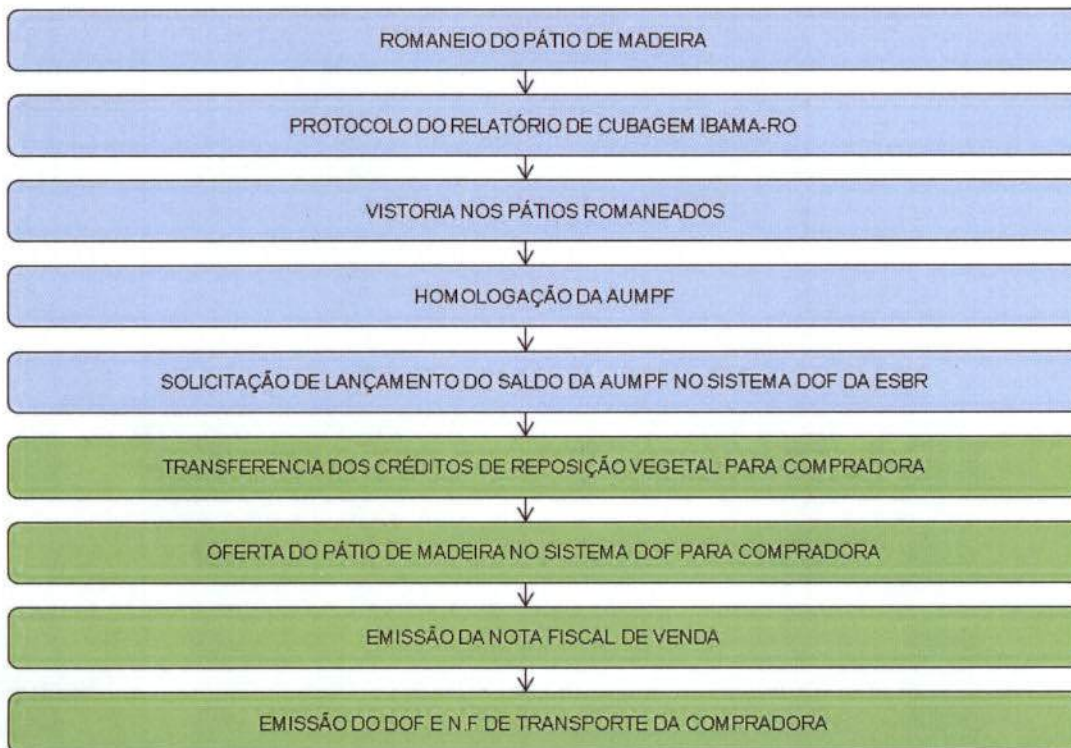 ROMANEIO DO PÁTIO DE MADEIRA
PROTOCOLO DO RELATÓRIO DE CUBAGEM IBAMA-RO
VISTORIA NOS PÁTIOS ROMANEADOS
HOMOLOGAÇÃO DA AUMPF
SOLICITAÇÃO DE LANÇAMENTO DO SALDO DA AUMPF NO SISTEMA DOF DA ESBR
TRANSFERENCIA DOS CRÉDITOS DE REPOSIÇÃO VEGETAL PARA COMPRADORA
OFERTA DO PÁTIO DE MADEIRA NO SISTEMA DOF PARA COMPRADORA
EMISSÃO DA NOTA FISCAL DE VENDA
EMISSÃO DO DOF E N.F DE TRANSPORTE DA COMPRADORA